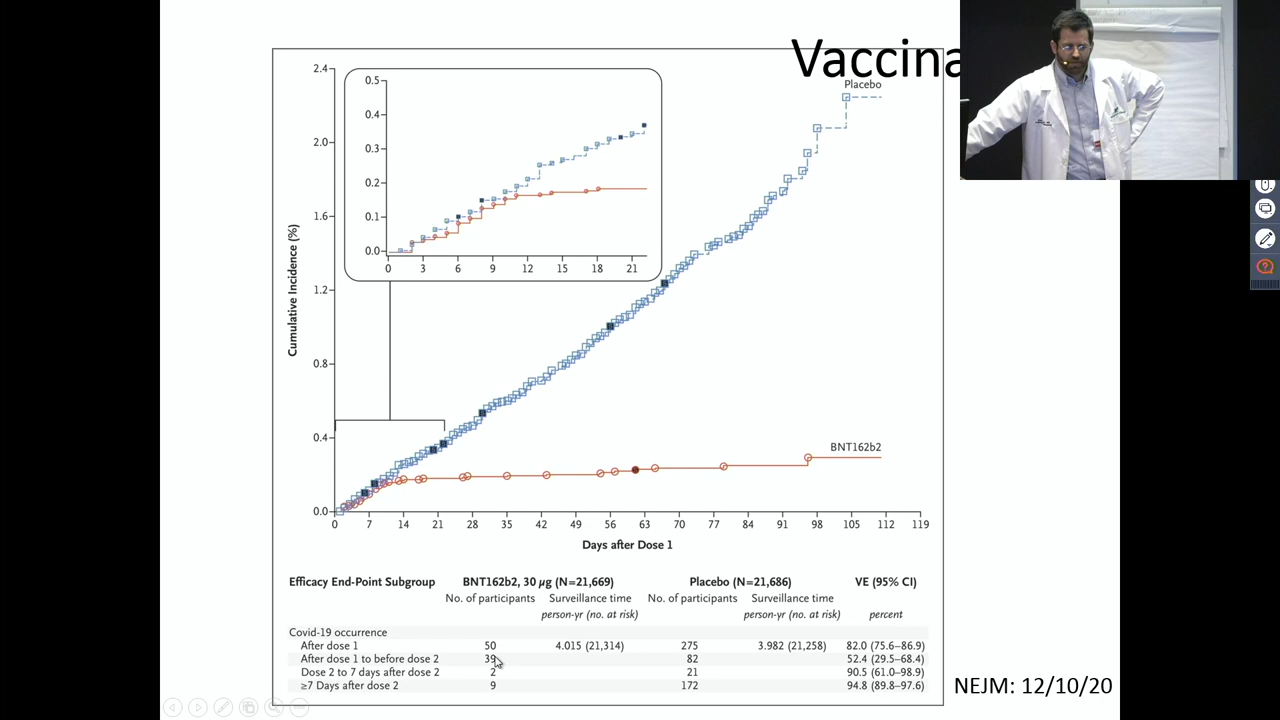 Vaccina
2.4
2.0
1.6
1.2
0.8
0.4
0.0
Cumulative Incidence (%)
0.5
0.4
0.3
0.2
0.1
0.0
0 3 6 9 12 15 18 21
Placebo
BNT162b2
0 7 14 21 28 35 42 49 56 63 70 77 84 91 98 105 112 119
Days after Dose 1
Efficacy End-Point Subgroup BNT162b2, 30 µg (N=21,669) Placebo (N=21,686) VE (95% CI)
No. of participants Surveillance time No. of participants Surveillance time
person-yr (no. at risk) person-yr (no. at risk) percent
Covid-19 occurrence
After dose 1 50 4.015 (21,314) 275 3.982 (21,258) 82.0 (75.6–86.9)
After dose 1 to before dose 2 39 82 52.4 (29.5–68.4)
Dose 2 to 7 days after dose 2 2 21 90.5 (61.0–98.9)
≥7 Days after dose 2 9 172 94.8 (89.8–97.6)
NEJM: 12/10/20